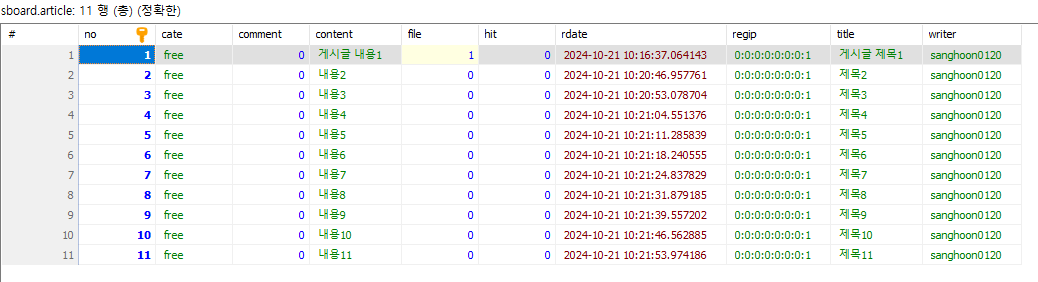 sboard.article: 11 행 (총) (정확한)
# no cate comment content file hit rdate regip title writer
1 1 free 0 게시글 내용1 1 0 2024-10-21 10:16:37.064143 0:0:0:0:0:0:0:1 게시글 제목1 sanghoon0120
2 2 free 0 내용2 0 0 2024-10-21 10:20:46.957761 0:0:0:0:0:0:0:1 제목2 sanghoon0120
3 3 free 0 내용3 0 0 2024-10-21 10:20:53.078704 0:0:0:0:0:0:0:1 제목3 sanghoon0120
4 4 free 0 내용4 0 0 2024-10-21 10:21:04.551376 0:0:0:0:0:0:0:1 제목4 sanghoon0120
5 5 free 0 내용5 0 0 2024-10-21 10:21:11.285839 0:0:0:0:0:0:0:1 제목5 sanghoon0120
6 6 free 0 내용6 0 0 2024-10-21 10:21:18.240555 0:0:0:0:0:0:0:1 제목6 sanghoon0120
7 7 free 0 내용7 0 0 2024-10-21 10:21:24.837829 0:0:0:0:0:0:0:1 제목7 sanghoon0120
8 8 free 0 내용8 0 0 2024-10-21 10:21:31.879185 0:0:0:0:0:0:0:1 제목8 sanghoon0120
9 9 free 0 내용9 0 0 2024-10-21 10:21:39.557202 0:0:0:0:0:0:0:1 제목9 sanghoon0120
10 10 free 0 내용10 0 0 2024-10-21 10:21:46.562885 0:0:0:0:0:0:0:1 제목10 sanghoon0120
11 11 free 0 내용11 0 0 2024-10-21 10:21:53.974186 0:0:0:0:0:0:0:1 제목11 sanghoon0120